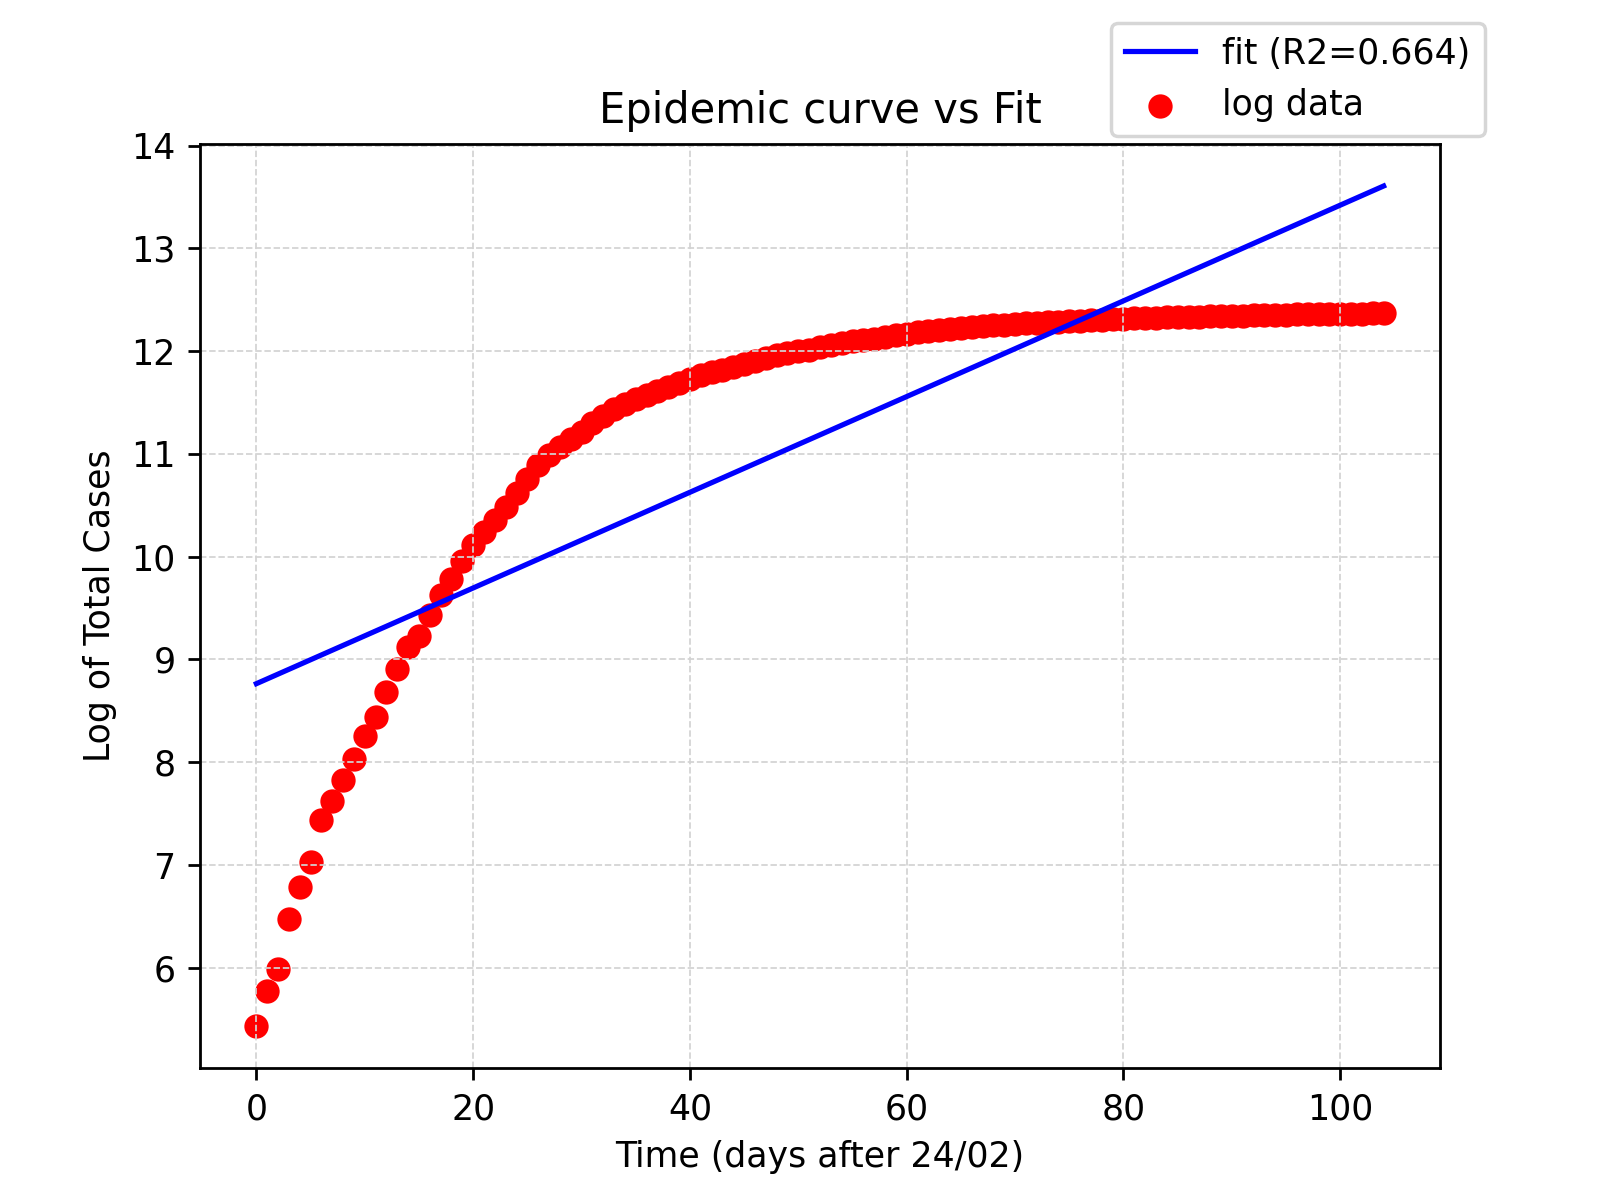 fit (R2=0.664)
log data
Epidemic curve vs Fit
14
13
12
11
10
9
8
7
6
Log of Total Cases
0 20 40 60 80 100
Time (days after 24/02)